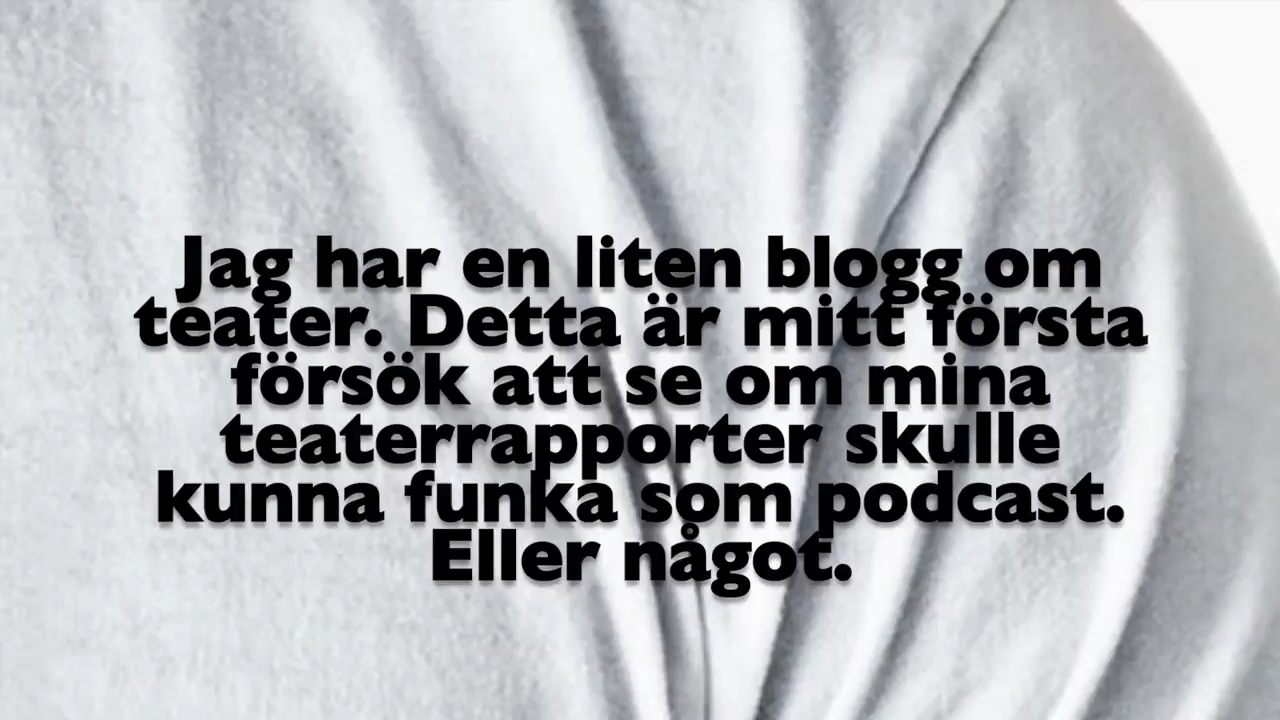 Jag har en liten blogg om
teater. Detta är mitt första
försök att se om mina
teaterrapporter skulle
kunna funka som podcast.
Eller något.